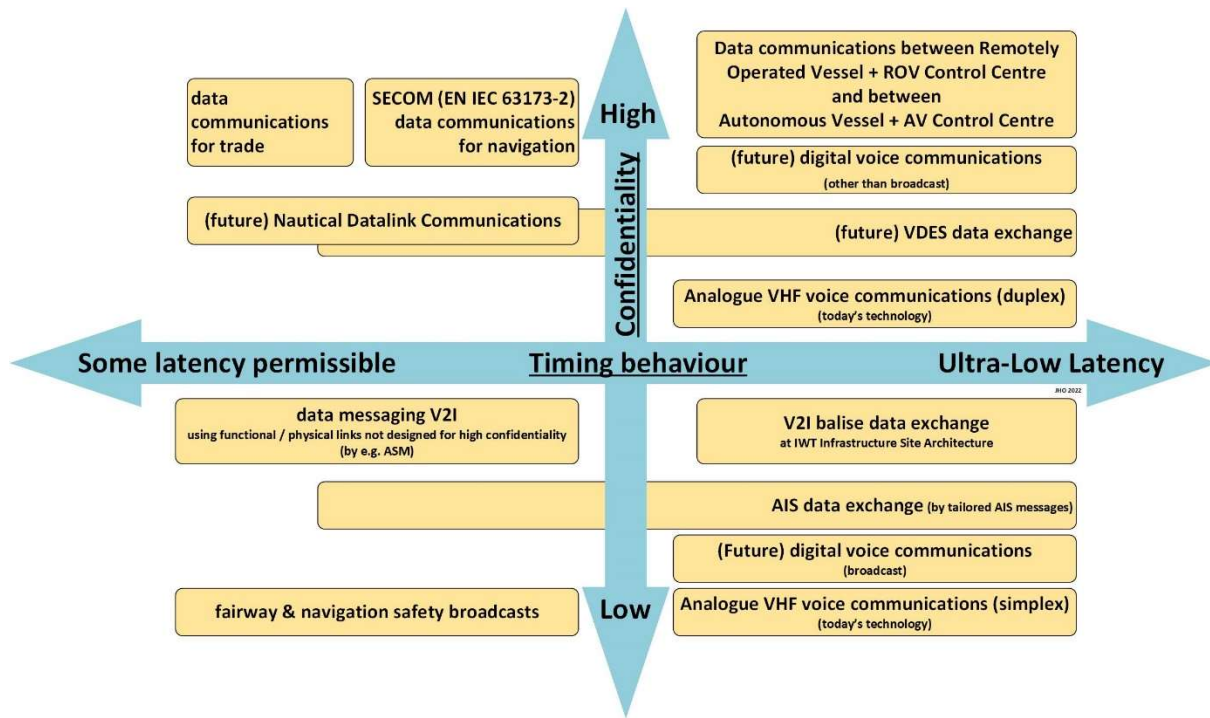 data
communications
for trade
SECOM (EN IEC 63173-2)
data communications
for navigation
High
Data communications between Remotely
Operated Vessel + ROV Control Centre
and between
Autonomous Vessel + AV Control Centre
(future) digital voice communications
(other than broadcast)
(future) Nautical Datalink Communications
(future) VDES data exchange
Confidentiality
Analogue VHF voice communications (duplex)
(today's technology)
Some latency permissible
Timing behaviour
Ultra-Low Latency
JHO 2022
data messaging V2I
using functional / physical links not designed for high confidentiality
(by e.g. ASM)
V2I balise data exchange
at IWT Infrastructure Site Architecture
AIS data exchange (by tailored AIS messages)
(Future) digital voice communications
(broadcast)
fairway & navigation safety broadcasts
Low
Analogue VHF voice communications (simplex)
(today's technology)